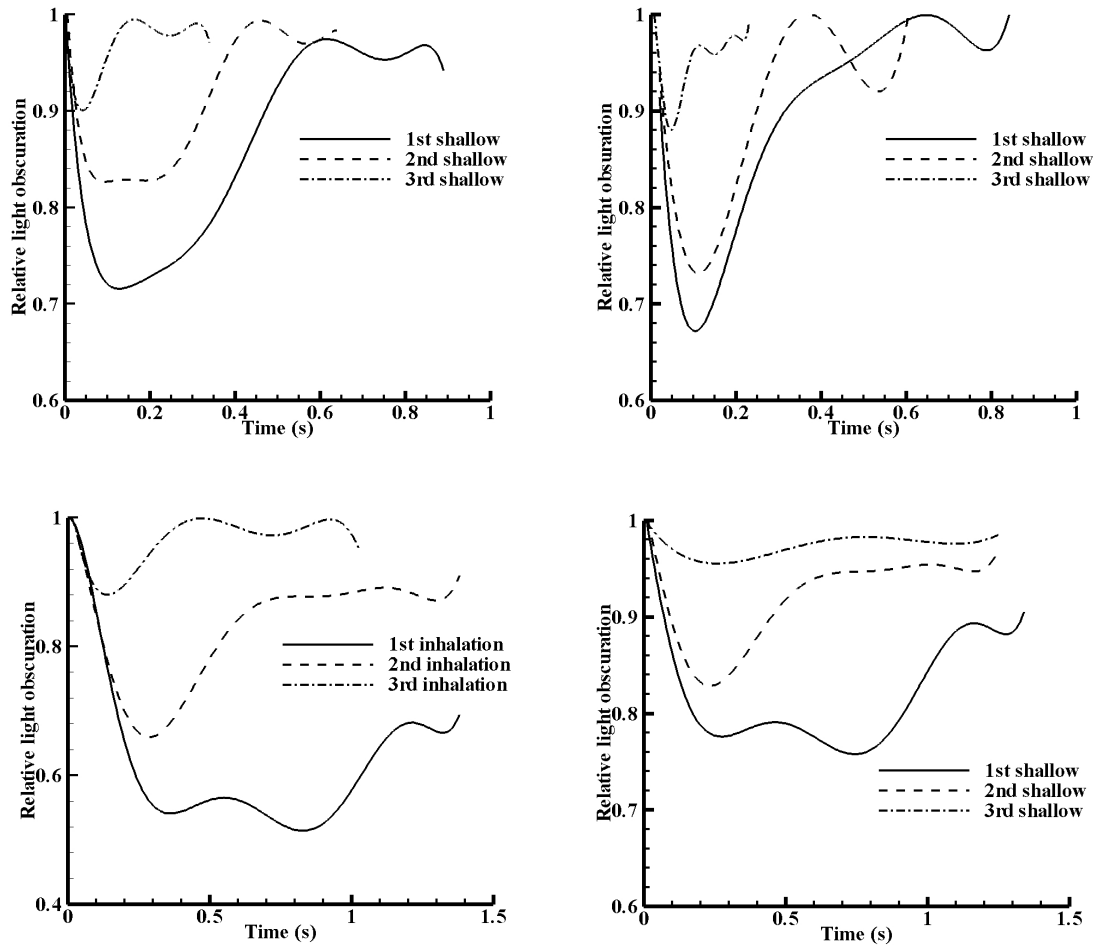 1
0.9
0.8
0.7
0.6
Relative light obscuration
0 0.2 0.4 0.6 0.8 1
Time (s)
1st shallow
2nd shallow
3rd shallow
1
0.9
0.8
0.7
0.6
Relative light obscuration
0 0.2 0.4 0.6 0.8 1
Time (s)
1st shallow
2nd shallow
3rd shallow
1
0.8
0.6
0.4
Relative light obscuration
0 0.5 1 1.5
Time (s)
1st inhalation
2nd inhalation
3rd inhalation
1
0.9
0.8
0.7
0.6
Relative light obscuration
0 0.5 1 1.5
Time (s)
1st shallow
2nd shallow
3rd shallow